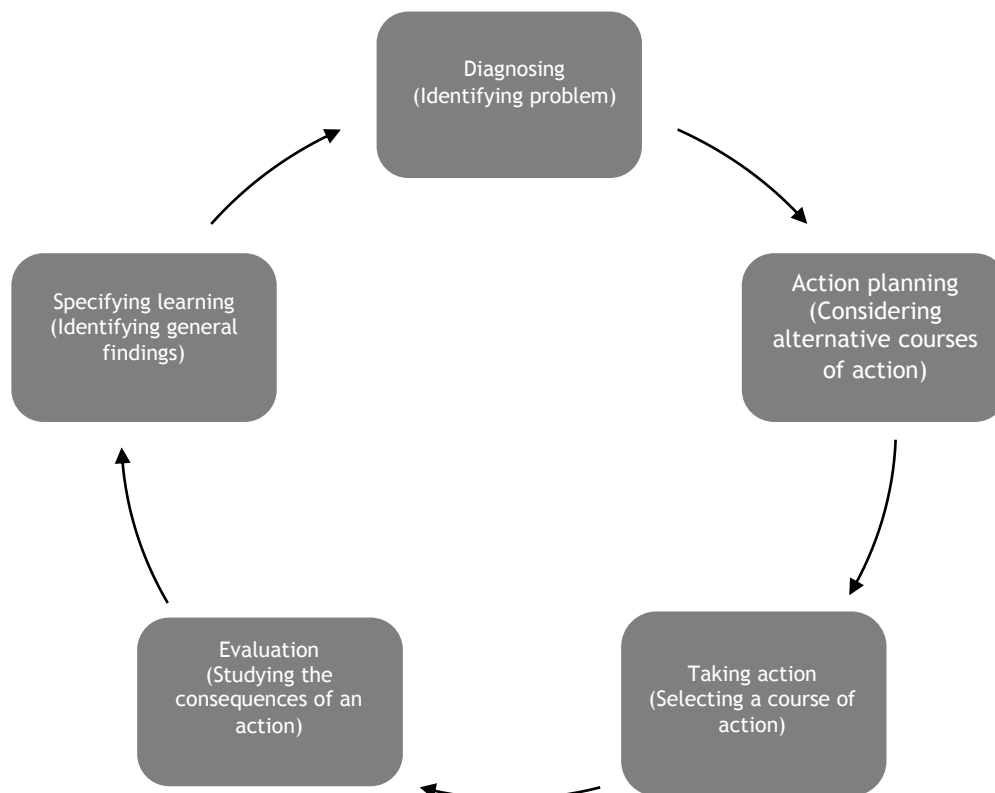 Diagnosing
(Identifying problem)
Action planning
(Considering
alternative courses
of action)
Taking action
(Selecting a course of
action)
Evaluation
(Studying the
consequences of an
action)
Specifying learning
(Identifying general
findings)